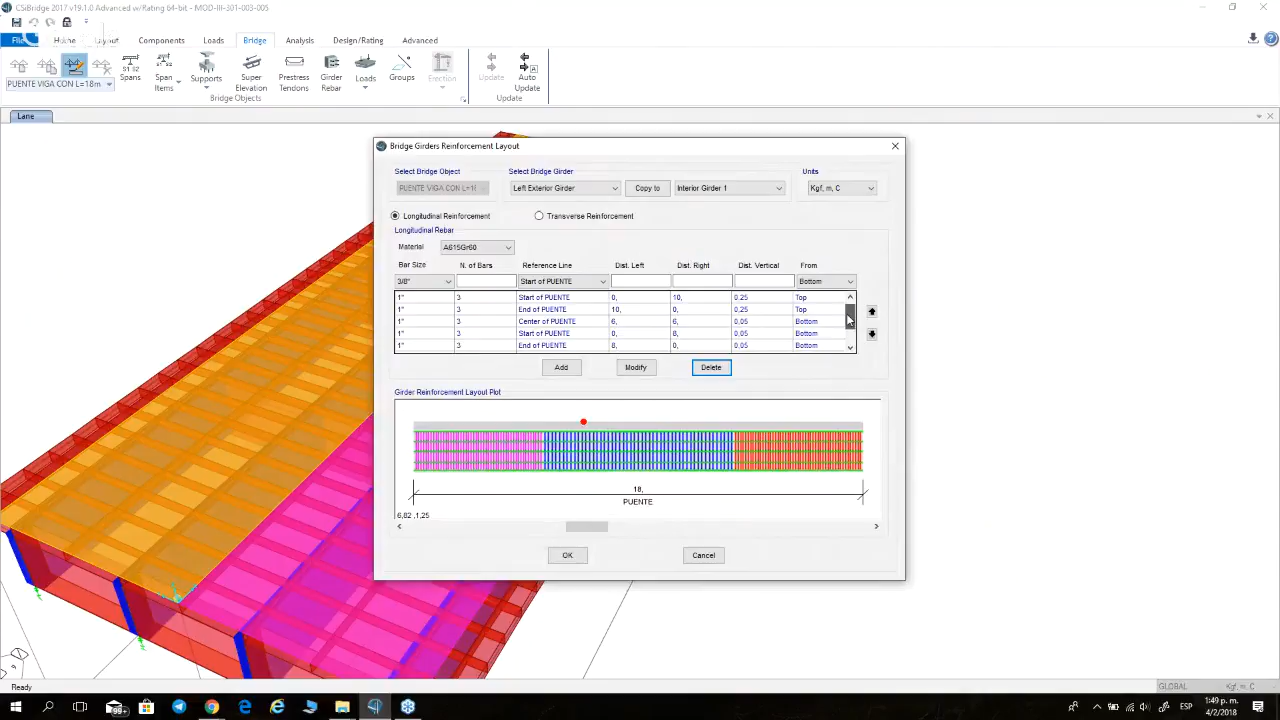 CSiBridge 2017 v19.1.0 Advanced w/Rating 64-bit - MOD-III-301-003-005
File Home Layout Components Loads Bridge Analysis Design/Rating Advanced
Spans Span Items Supports Super Elevation Prestress Tendons Girder Rebar Loads Groups Erection Update Auto Update
PUENTE VIGA CON L=18m
Bridge Objects Update
Lane
Bridge Girders Reinforcement Layout
Select Bridge Object Select Bridge Girder Units
PUENTE VIGA CON L=18 Left Exterior Girder Copy to Interior Girder 1 Kgf, m, C
Longitudinal Reinforcement Transverse Reinforcement
Longitudinal Rebar
Material A615Gr60
Bar Size N. of Bars Reference Line Dist. Left Dist. Right Dist. Vertical From
3/8" Start of PUENTE Bottom
1" 3 Start of PUENTE 0, 10, 0,25 Top
1" 3 End of PUENTE 10, 0, 0,25 Top
1" 3 Center of PUENTE 6, 6, 0,05 Bottom
1" 3 Start of PUENTE 0, 8, 0,05 Bottom
1" 3 End of PUENTE 8, 0, 0,05 Bottom
Add Modify Delete
Girder Reinforcement Layout Plot
18,
PUENTE
6,82 ,1,25
OK Cancel
Ready GLOBAL Kgf, m, C
99+ ESP 1:49 p. m.
4/2/2018